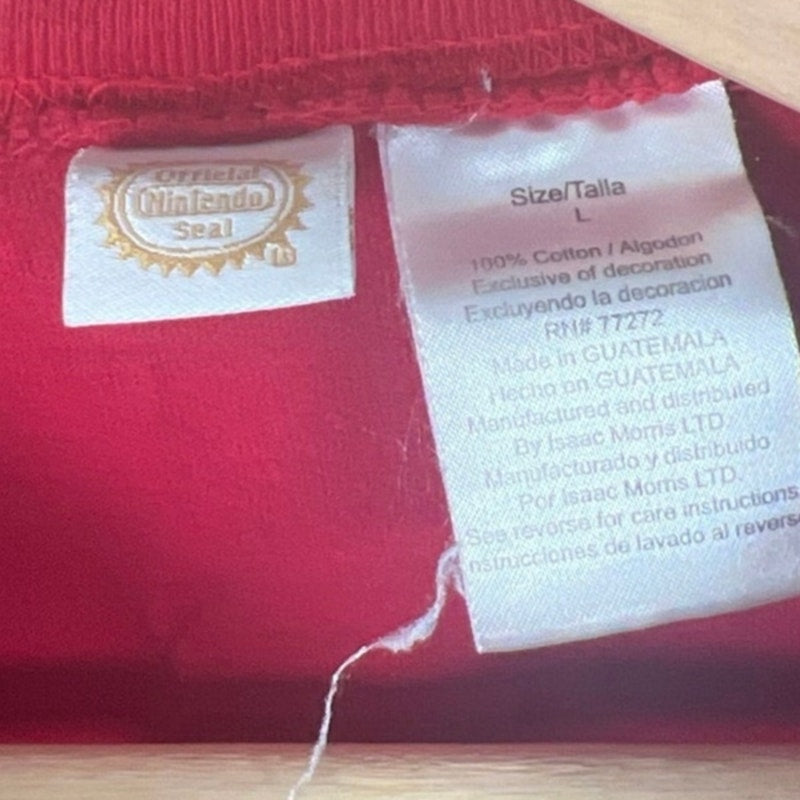 Official
Nintendo
Seal
Size/Talla
L
100% Cotton / Algodon
Exclusive of decoration
Excluyendo la decoracion
RN# 77272
Made in GUATEMALA
Hecho en GUATEMALA
Manufactured and distributed
By Isaac Morris LTD.
Manufacturado y distribuido
Por Isaac Morris LTD.
See reverse for care instructions
nstrucciones de lavado al revers